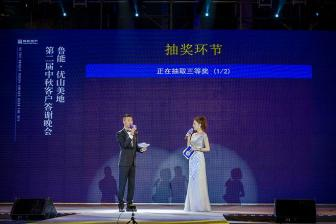 抽奖环节
正在抽取三等奖（1/2）
鲁能·优山美地
第二届中秋客户答谢晚会